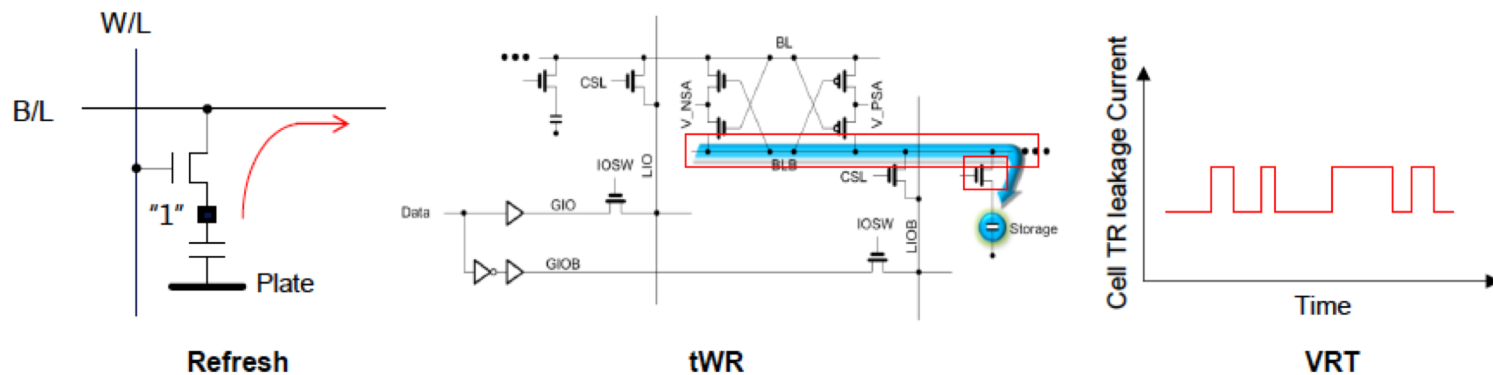 W/L
B/L
"1"
Plate
Refresh
BL
CSL
V_NSA
V_PSA
BLB
CSL
IOSW
LIO
Data
GIO
IOSW
LIOB
Storage
GIOB
tWR
Cell TR leakage Current
Time
VRT